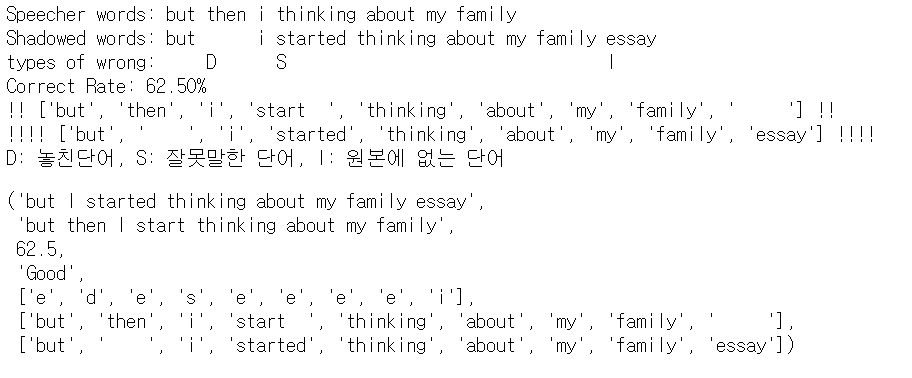 Speecher words: but then i thinking about my family
Shadowed words: but      i started thinking about my family essay
types of wrong:     D      S                                 I
Correct Rate: 62.50%
!! ['but', 'then', 'i', 'start  ', 'thinking', 'about', 'my', 'family', '     '] !!
!!!! ['but', '    ', 'i', 'started', 'thinking', 'about', 'my', 'family', 'essay'] !!!!
D: 놓친단어, S: 잘못말한 단어, I: 원본에 없는 단어
('but I started thinking about my family essay',
 'but then I start thinking about my family',
 62.5,
 'Good',
 ['e', 'd', 'e', 's', 'e', 'e', 'e', 'e', 'i'],
 ['but', 'then', 'i', 'start  ', 'thinking', 'about', 'my', 'family', '     '],
 ['but', '    ', 'i', 'started', 'thinking', 'about', 'my', 'family', 'essay'])